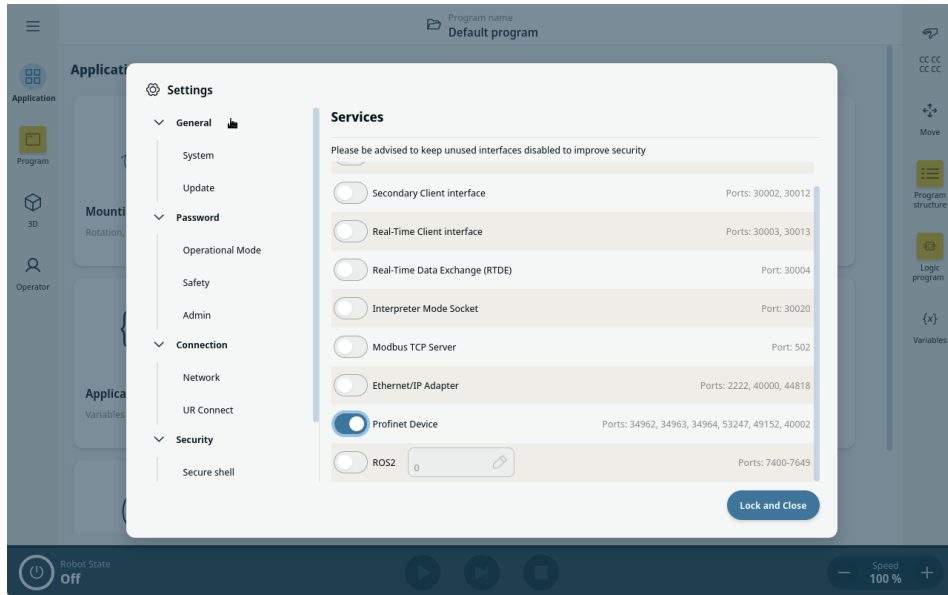 Program name
Default program
Application
Program
3D
Operator
Applicati
Mounti
Rotation,
Applica
Variables
Settings
General
System
Update
Password
Operational Mode
Safety
Admin
Connection
Network
UR Connect
Security
Secure shell
Services
Please be advised to keep unused interfaces disabled to improve security
Secondary Client interface Ports: 30002, 30012
Real-Time Client interface Ports: 30003, 30013
Real-Time Data Exchange (RTDE) Port: 30004
Interpreter Mode Socket Port: 30020
Modbus TCP Server Port: 502
Ethernet/IP Adapter Ports: 2222, 40000, 44818
Profinet Device Ports: 34962, 34963, 34964, 53247, 49152, 40002
ROS2 0 Ports: 7400-7649
Lock and Close
CC CC
CC CC
Move
Program
structure
Logic
program
{x}
Variables
Robot State
Off
Speed
100 %